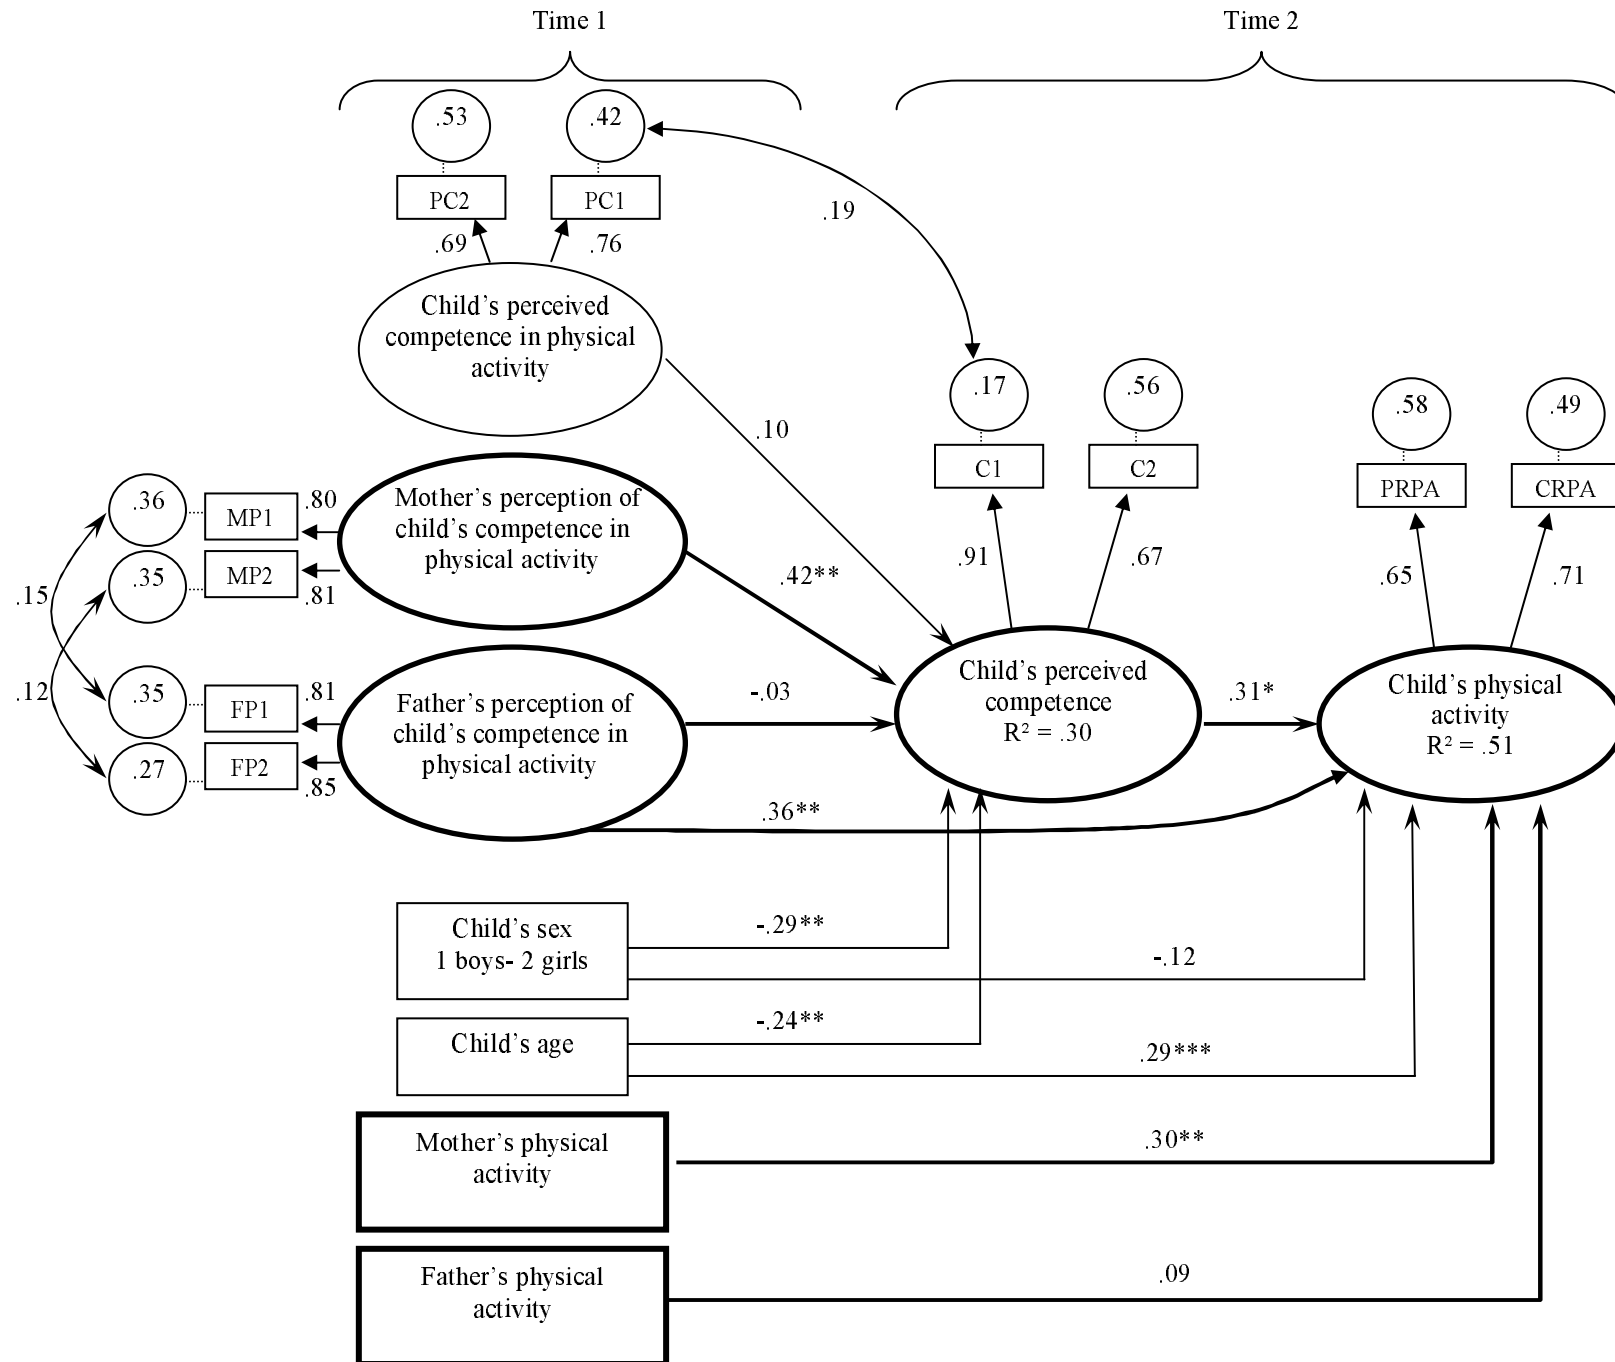 Time 1
Time 2
.53
.42
PC2
PC1
.19
.69
.76
Child’s perceived
competence in physical
activity
.10
.17
.56
.58
.49
C1
C2
PRPA
CRPA
.36
MP1
.80
Mother’s perception of
child’s competence in
physical activity
.35
MP2
.81
.15
.42**
.91
.67
.65
.71
.12
.35
FP1
.81
Father’s perception of
child’s competence in
physical activity
.27
FP2
.85
-.03
Child’s perceived
competence
R² = .30
.31*
Child’s physical
activity
R² = .51
.36**
Child’s sex
1 boys- 2 girls
-.29**
-.12
Child’s age
-.24**
.29***
Mother’s physical
activity
.30**
Father’s physical
activity
.09